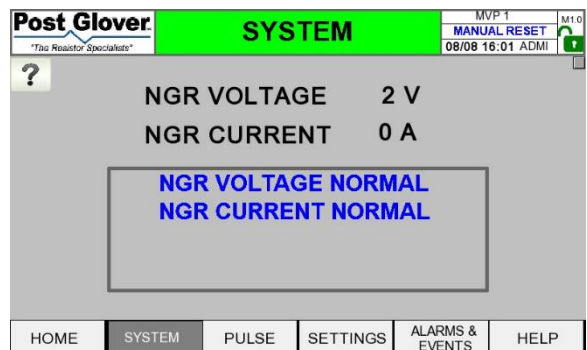 Post Glover.
"The Resistor Specialists"
SYSTEM
MVP 1
MANUAL RESET
08/08 16:01 ADMI
M1.0
?
NGR VOLTAGE 2 V
NGR CURRENT 0 A
NGR VOLTAGE NORMAL
NGR CURRENT NORMAL
HOME
SYSTEM
PULSE
SETTINGS
ALARMS &
EVENTS
HELP